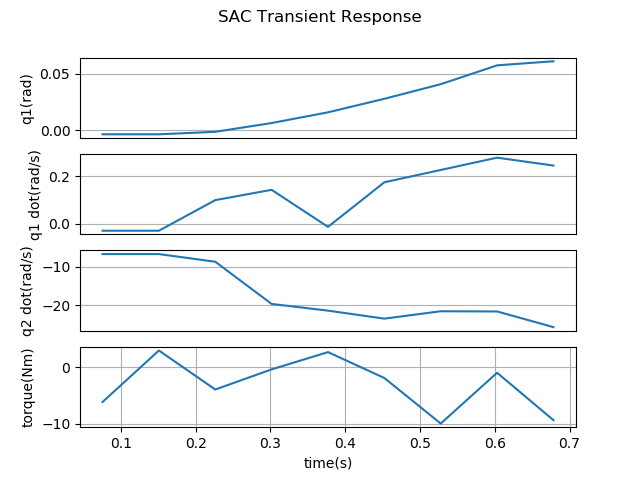 SAC Transient Response
0.05
0.00
q1(rad)
0.2
0.0
q1 dot(rad/s)
−10
−20
q2 dot(rad/s)
0
−10
torque(Nm)
0.1 0.2 0.3 0.4 0.5 0.6 0.7
time(s)